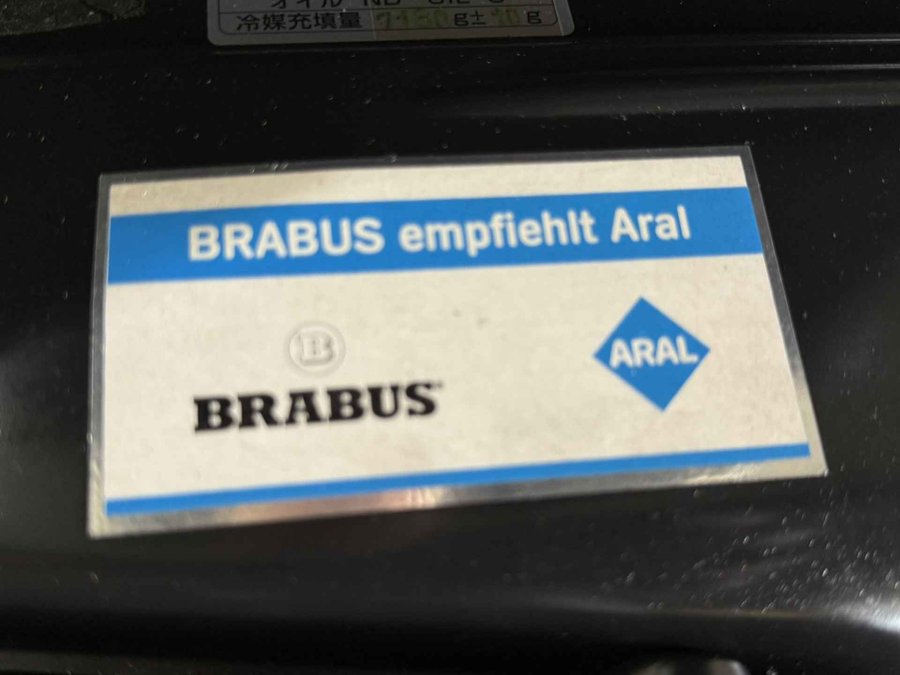 冷媒充填量 g± g
BRABUS empfiehlt Aral
B
BRABUS
ARAL